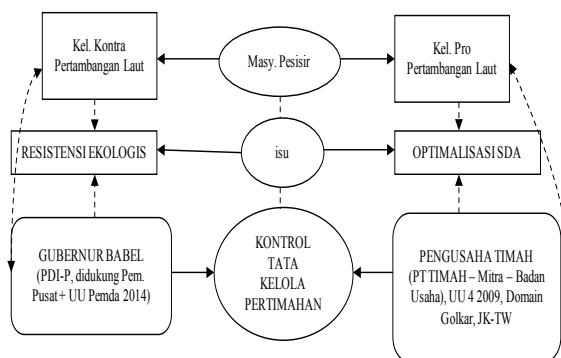 Kel. Kontra
Pertambangan Laut
Masy. Pesisir
Kel. Pro
Pertambangan Laut
RESISTENSI EKOLOGIS
isu
OPTIMALISASI SDA
GUBERNUR BABEL
(PDI-P, didukung Pem.
Pusat + UU Pemda 2014)
KONTROL
TATA
KELOLA
PERTIMAHAN
PENGUSAHA TIMAH
(PT TIMAH – Mitra – Badan
Usaha), UU 4 2009, Domain
Golkar, JK-TW